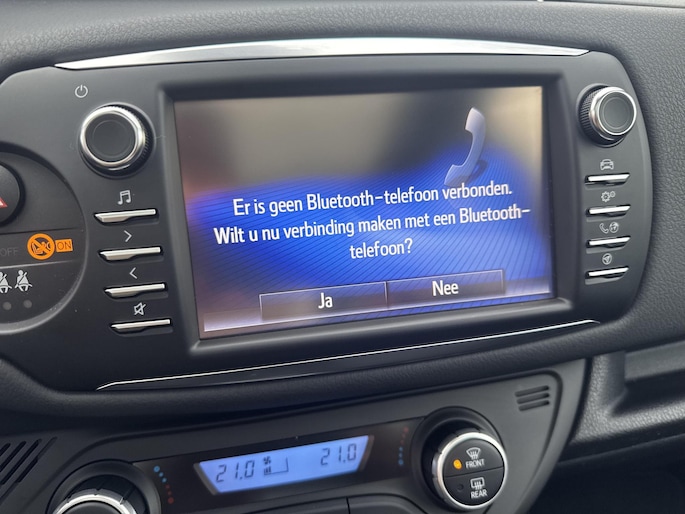 Er is geen Bluetooth-telefoon verbonden.
Wilt u nu verbinding maken met een Bluetooth-
telefoon?
Ja
Nee
OFF
ON
21.0
21.0
FRONT
REAR